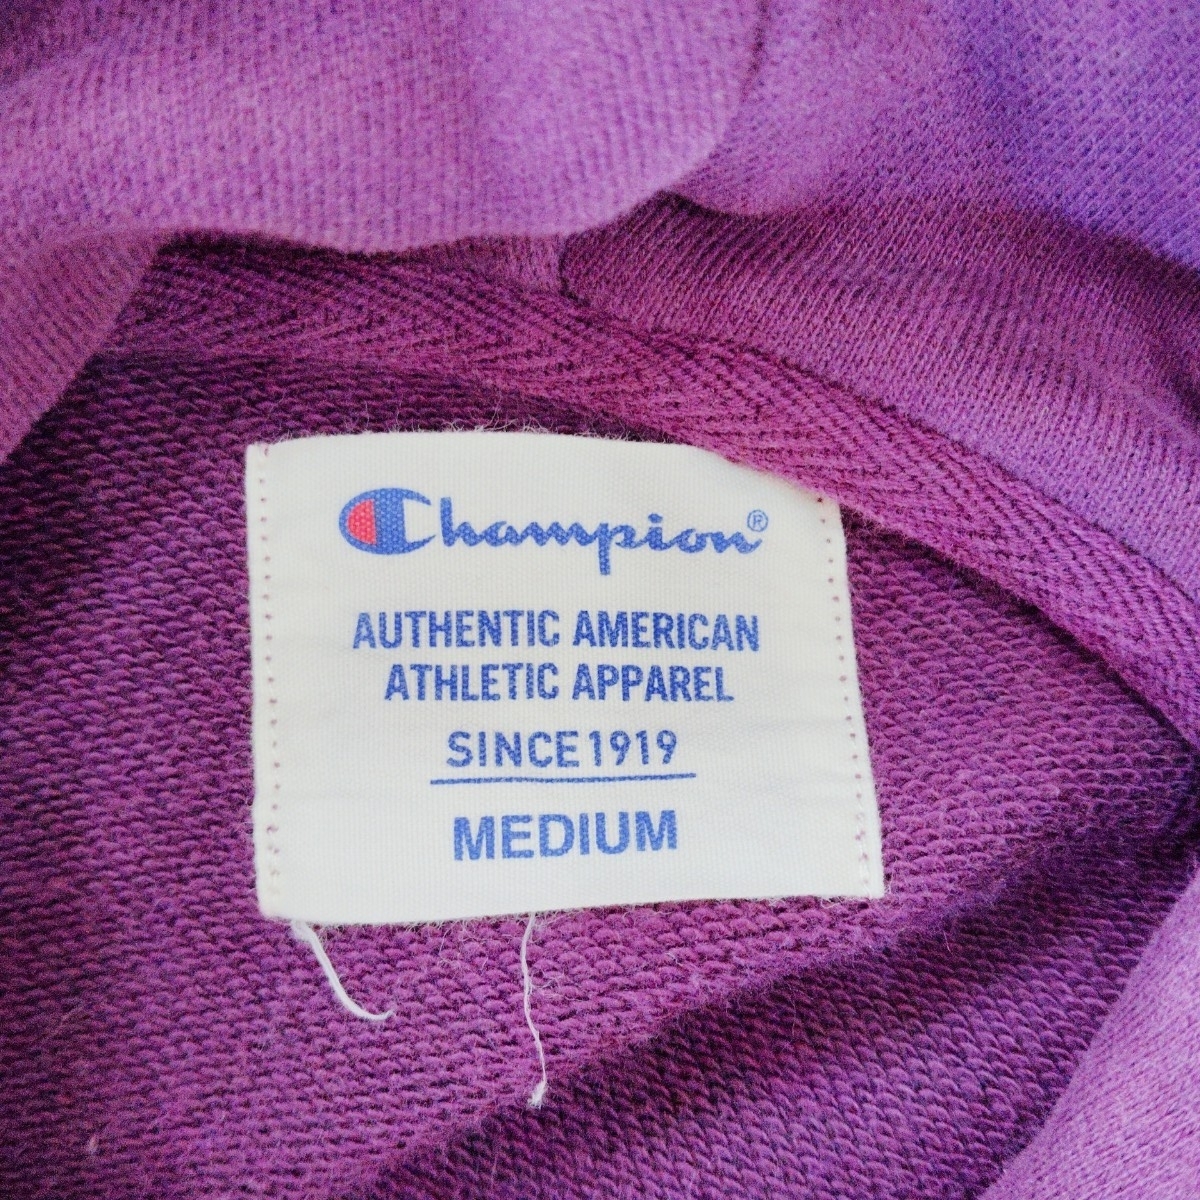 Champion®
AUTHENTIC AMERICAN
ATHLETIC APPAREL
SINCE 1919
MEDIUM